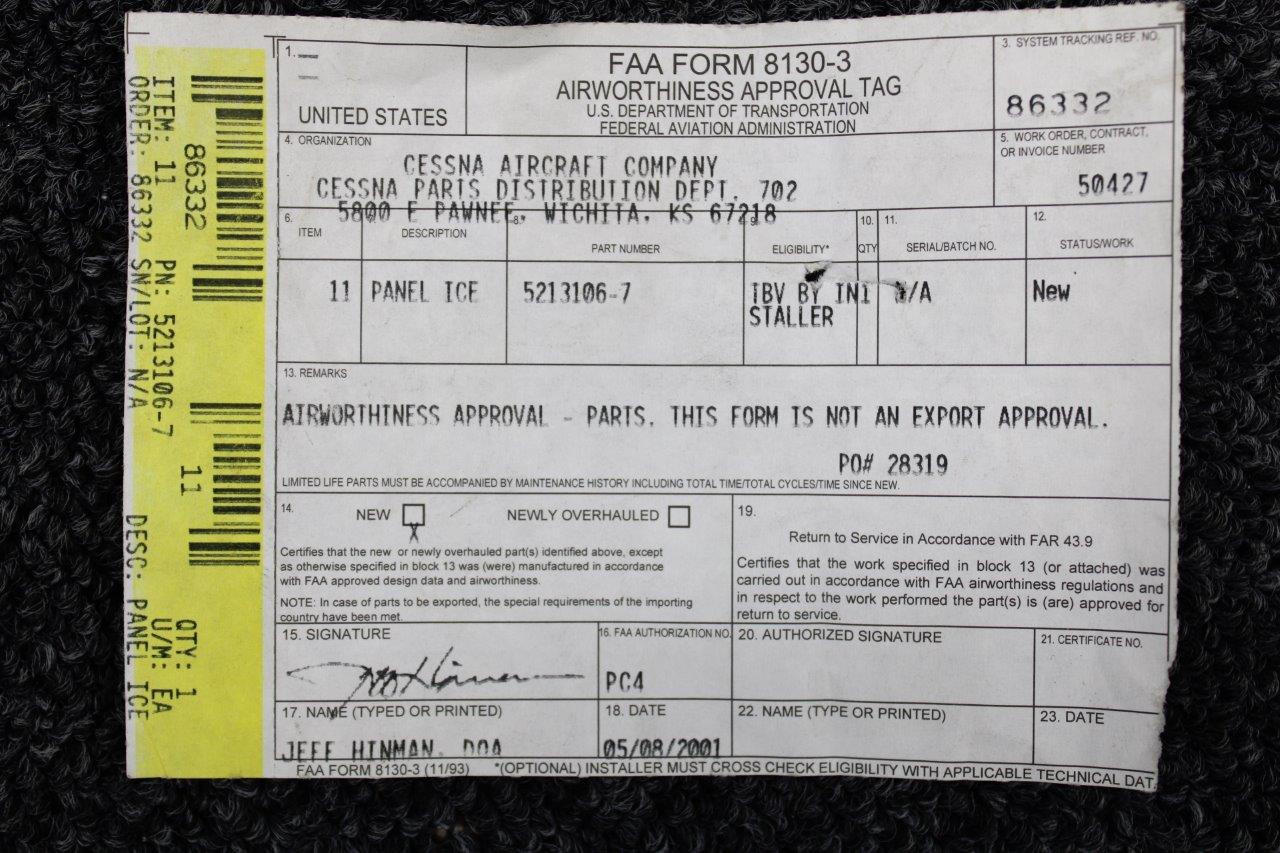 ITEM: 11 PN: 5213106-7 QTY: 1
ORDER: 86332 SN/LOT: N/A DESC: PANEL ICE U/M: EA
86332
11
1.
UNITED STATES
FAA FORM 8130-3
AIRWORTHINESS APPROVAL TAG
U.S. DEPARTMENT OF TRANSPORTATION
FEDERAL AVIATION ADMINISTRATION
3. SYSTEM TRACKING REF. NO.
86332
4. ORGANIZATION
CESSNA AIRCRAFT COMPANY
CESSNA PARTS DISTRIBUTION DEPT. 702
5800 E PAWNEE, WICHITA, KS 67218
5. WORK ORDER, CONTRACT,
OR INVOICE NUMBER
50427
6. ITEM
DESCRIPTION
8. PART NUMBER
9. ELIGIBILITY*
10. QTY
11. SERIAL/BATCH NO.
12. STATUS/WORK
11 PANEL ICE 5213106-7 TBV BY IN1 N/A New
STALLER
13. REMARKS
AIRWORTHINESS APPROVAL - PARTS. THIS FORM IS NOT AN EXPORT APPROVAL.
PO# 28319
LIMITED LIFE PARTS MUST BE ACCOMPANIED BY MAINTENANCE HISTORY INCLUDING TOTAL TIME/TOTAL CYCLES/TIME SINCE NEW.
14.
NEW X NEWLY OVERHAULED
Certifies that the new or newly overhauled part(s) identified above, except
as otherwise specified in block 13 was (were) manufactured in accordance
with FAA approved design data and airworthiness.
NOTE: In case of parts to be exported, the special requirements of the importing
country have been met.
19.
Return to Service in Accordance with FAR 43.9
Certifies that the work specified in block 13 (or attached) was
carried out in accordance with FAA airworthiness regulations and
in respect to the work performed the part(s) is (are) approved for
return to service.
15. SIGNATURE
16. FAA AUTHORIZATION NO.
PC4
20. AUTHORIZED SIGNATURE
21. CERTIFICATE NO.
17. NAME (TYPED OR PRINTED)
JEFF HINMAN, DOA
18. DATE
05/08/2001
22. NAME (TYPE OR PRINTED)
23. DATE
FAA FORM 8130-3 (11/93) *(OPTIONAL) INSTALLER MUST CROSS CHECK ELIGIBILITY WITH APPLICABLE TECHNICAL DAT